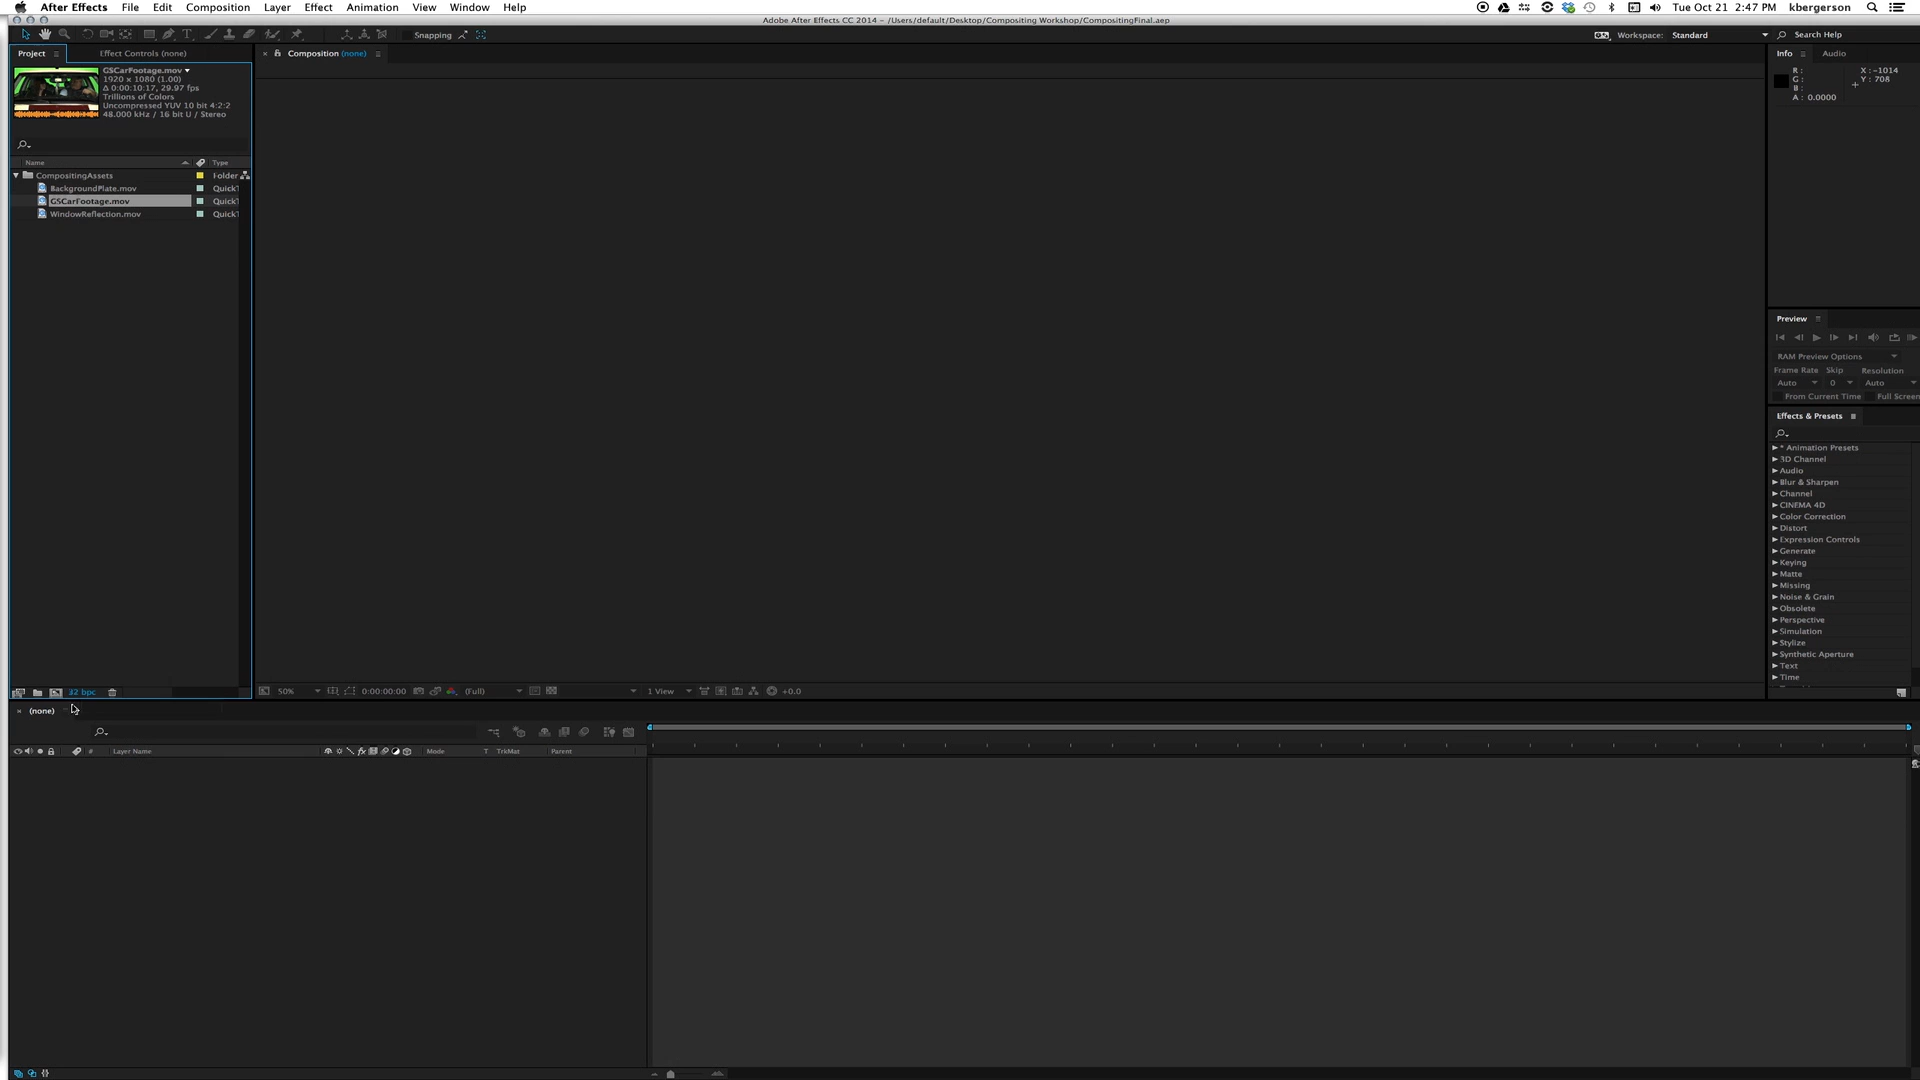 After Effects File Edit Composition Layer Effect Animation View Window Help Tue Oct 21 2:47 PM kbergerson
Adobe After Effects CC 2014 - /Users/default/Desktop/Compositing Workshop/CompositingFinal.aep
Snapping Workspace: Standard Search Help
Project Effect Controls (none) Composition (none) Info Audio
GSCarFootage.mov
1920 x 1080 (1.00)
Δ 0:00:10:17, 29.97 fps
Trillions of Colors
Uncompressed YUV 10 bit 4:2:2
48.000 kHz / 16 bit U / Stereo
R :
G :
B :
A : 0.0000
X : -1014
Y : 708
Name Type
CompositingAssets Folder
BackgroundPlate.mov QuickT
GSCarFootage.mov QuickT
WindowReflection.mov QuickT
Preview
RAM Preview Options
Frame Rate Skip Resolution
Auto 0 Auto
From Current Time Full Screen
Effects & Presets
* Animation Presets
3D Channel
Audio
Blur & Sharpen
Channel
CINEMA 4D
Color Correction
Distort
Expression Controls
Generate
Keying
Matte
Missing
Noise & Grain
Obsolete
Perspective
Simulation
Stylize
Synthetic Aperture
Text
Time
32 bpc 50% 0:00:00:00 (Full) 1 View +0.0
(none)
# Layer Name Mode T TrkMat Parent